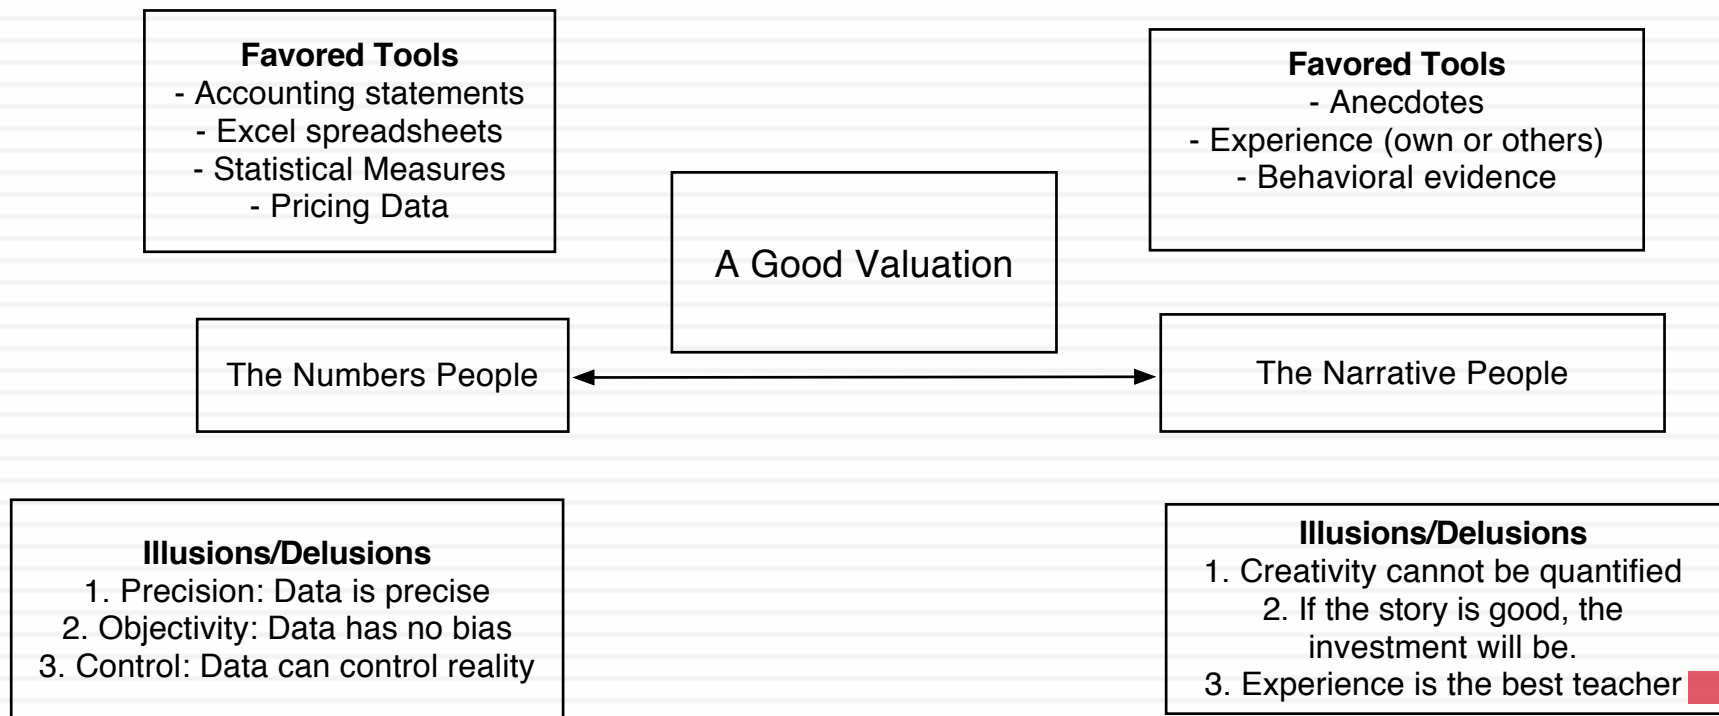 Favored Tools
- Accounting statements
- Excel spreadsheets
- Statistical Measures
- Pricing Data
Favored Tools
- Anecdotes
- Experience (own or others)
- Behavioral evidence
A Good Valuation
The Numbers People
The Narrative People
Illusions/Delusions
1. Precision: Data is precise
2. Objectivity: Data has no bias
3. Control: Data can control reality
Illusions/Delusions
1. Creativity cannot be quantified
2. If the story is good, the
investment will be.
3. Experience is the best teacher